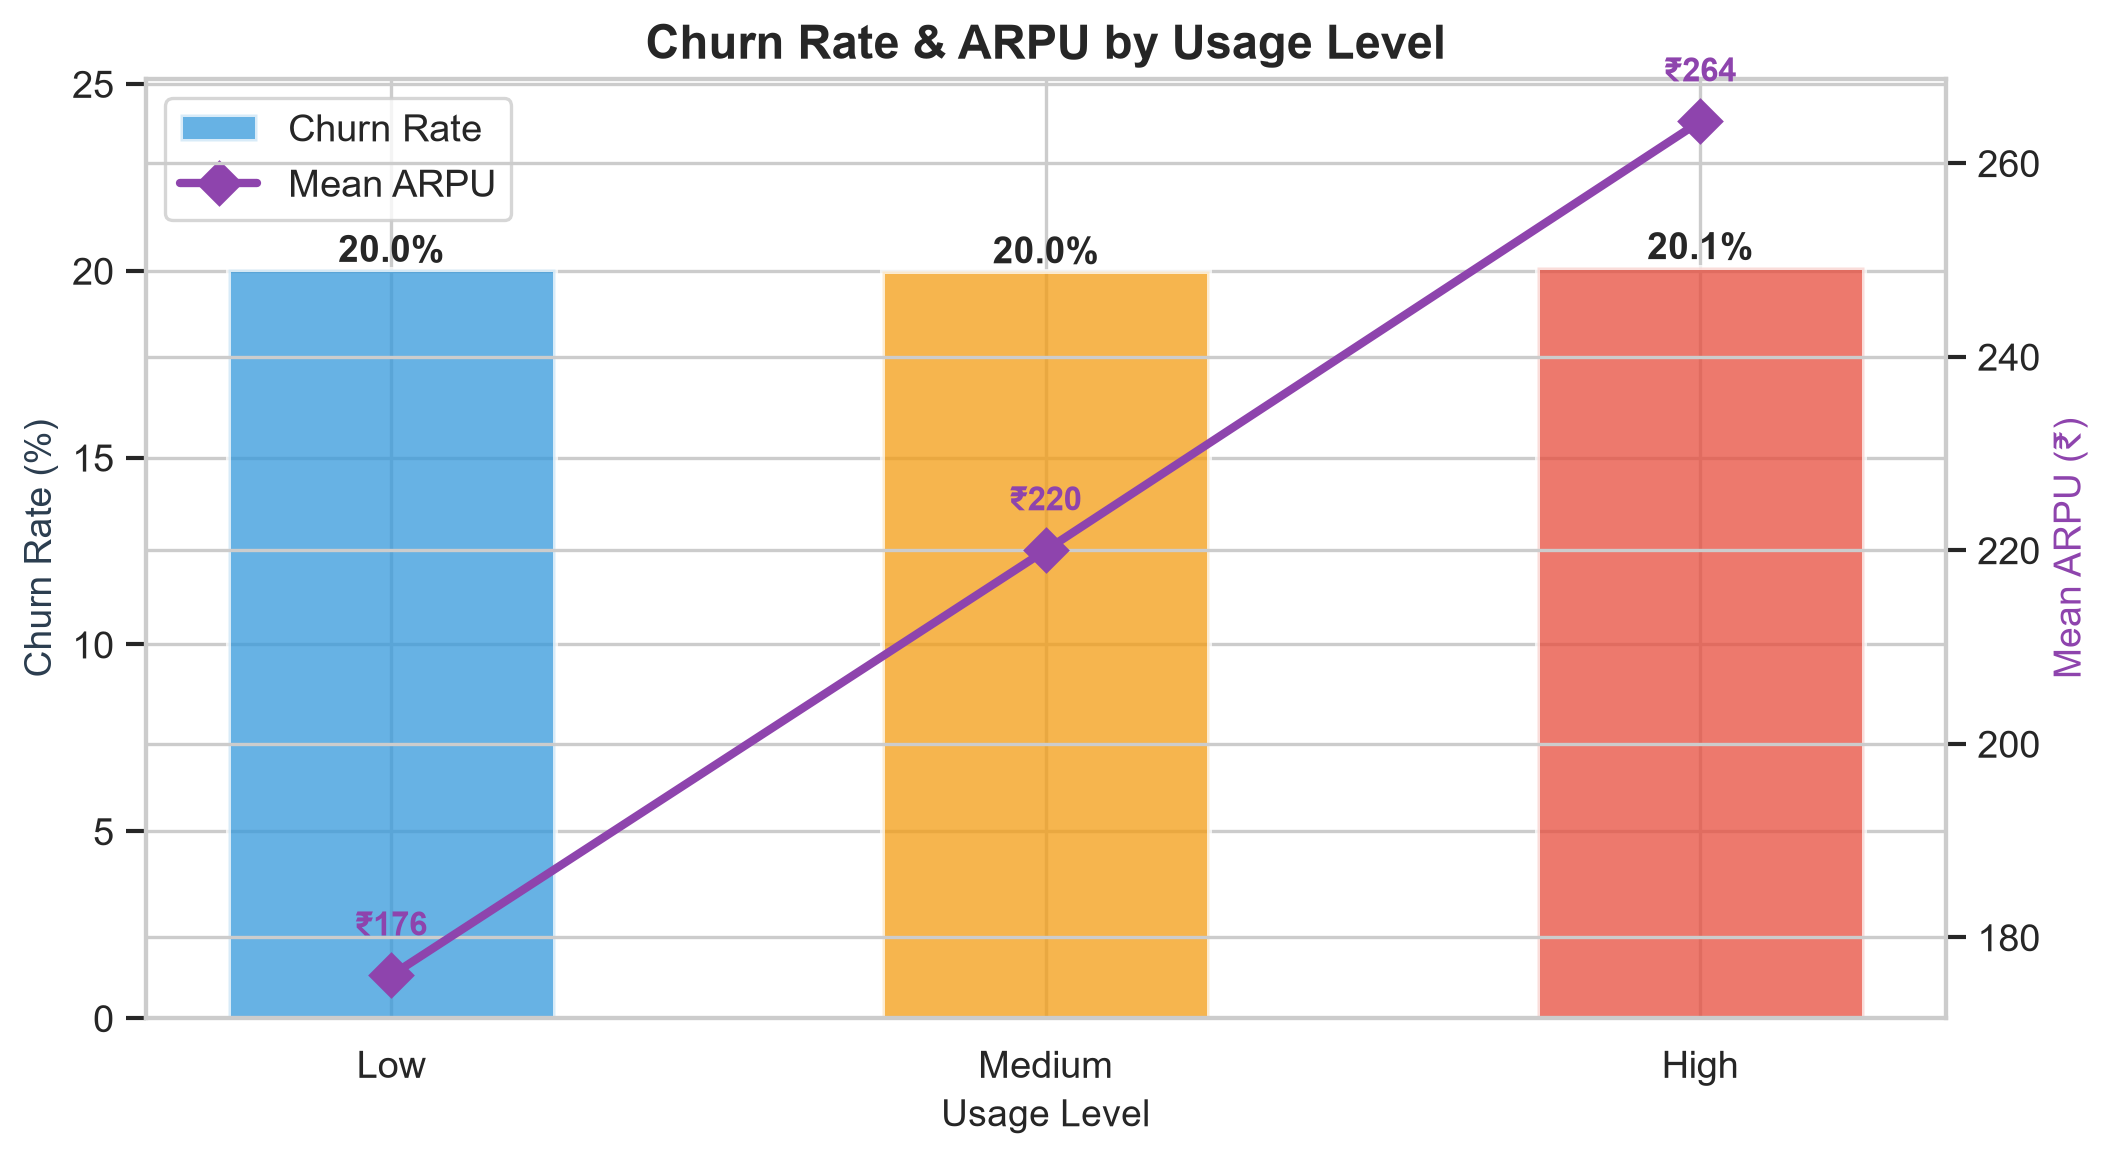 Churn Rate & ARPU by Usage Level
Churn Rate
Mean ARPU
25
20
15
10
5
0
Churn Rate (%)
20.0%
20.0%
20.1%
₹176
₹220
₹264
260
240
220
200
180
Mean ARPU (₹)
Low
Medium
High
Usage Level